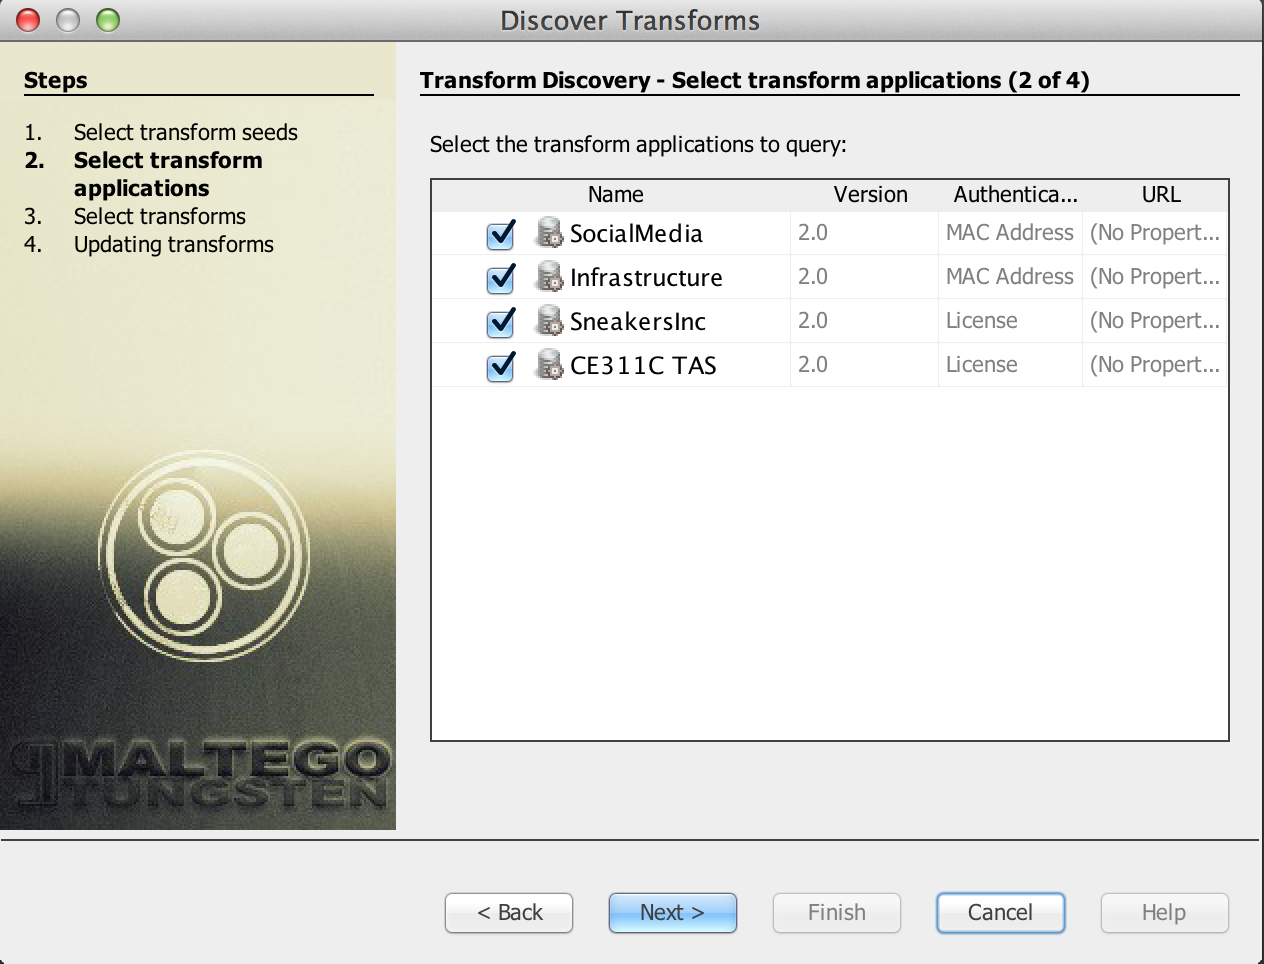 Discover Transforms
Steps
1. Select transform seeds
2. Select transform
applications
3. Select transforms
4. Updating transforms
MALTEGO
TUNGSTEN
Transform Discovery - Select transform applications (2 of 4)
Select the transform applications to query:
Name Version Authentica... URL
SocialMedia 2.0 MAC Address (No Propert...
Infrastructure 2.0 MAC Address (No Propert...
SneakersInc 2.0 License (No Propert...
CE311C TAS 2.0 License (No Propert...
< Back Next > Finish Cancel Help